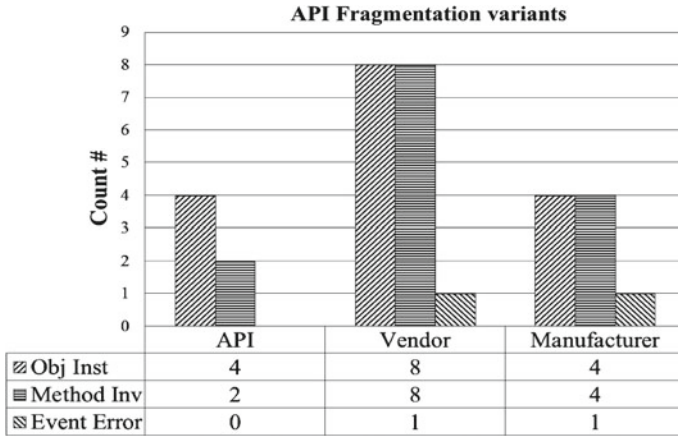 API Fragmentation variants
Count #
9
8
7
6
5
4
3
2
1
0
API Vendor Manufacturer
Obj Inst 4 8 4
Method Inv 2 8 4
Event Error 0 1 1